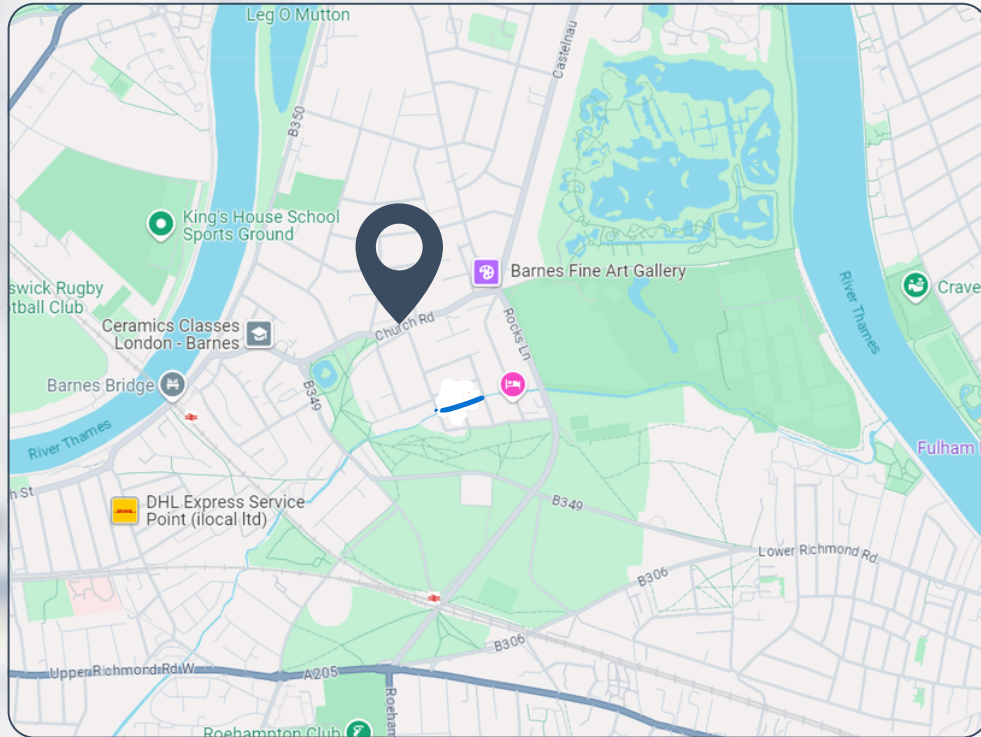 Leg O Mutton
Castelnau
B350
King's House School
Sports Ground
Barnes Fine Art Gallery
swick Rugby
otball Club
River Thames
Crave
Church Rd
Rocks Ln
Ceramics Classes
London - Barnes
Barnes Bridge
B349
River Thames
Fulham
h St
DHL Express Service
Point (ilocal ltd)
B349
Lower Richmond Rd.
B306
B306
Upper Richmond Rd W
A205
Roeham
Roehampton Club